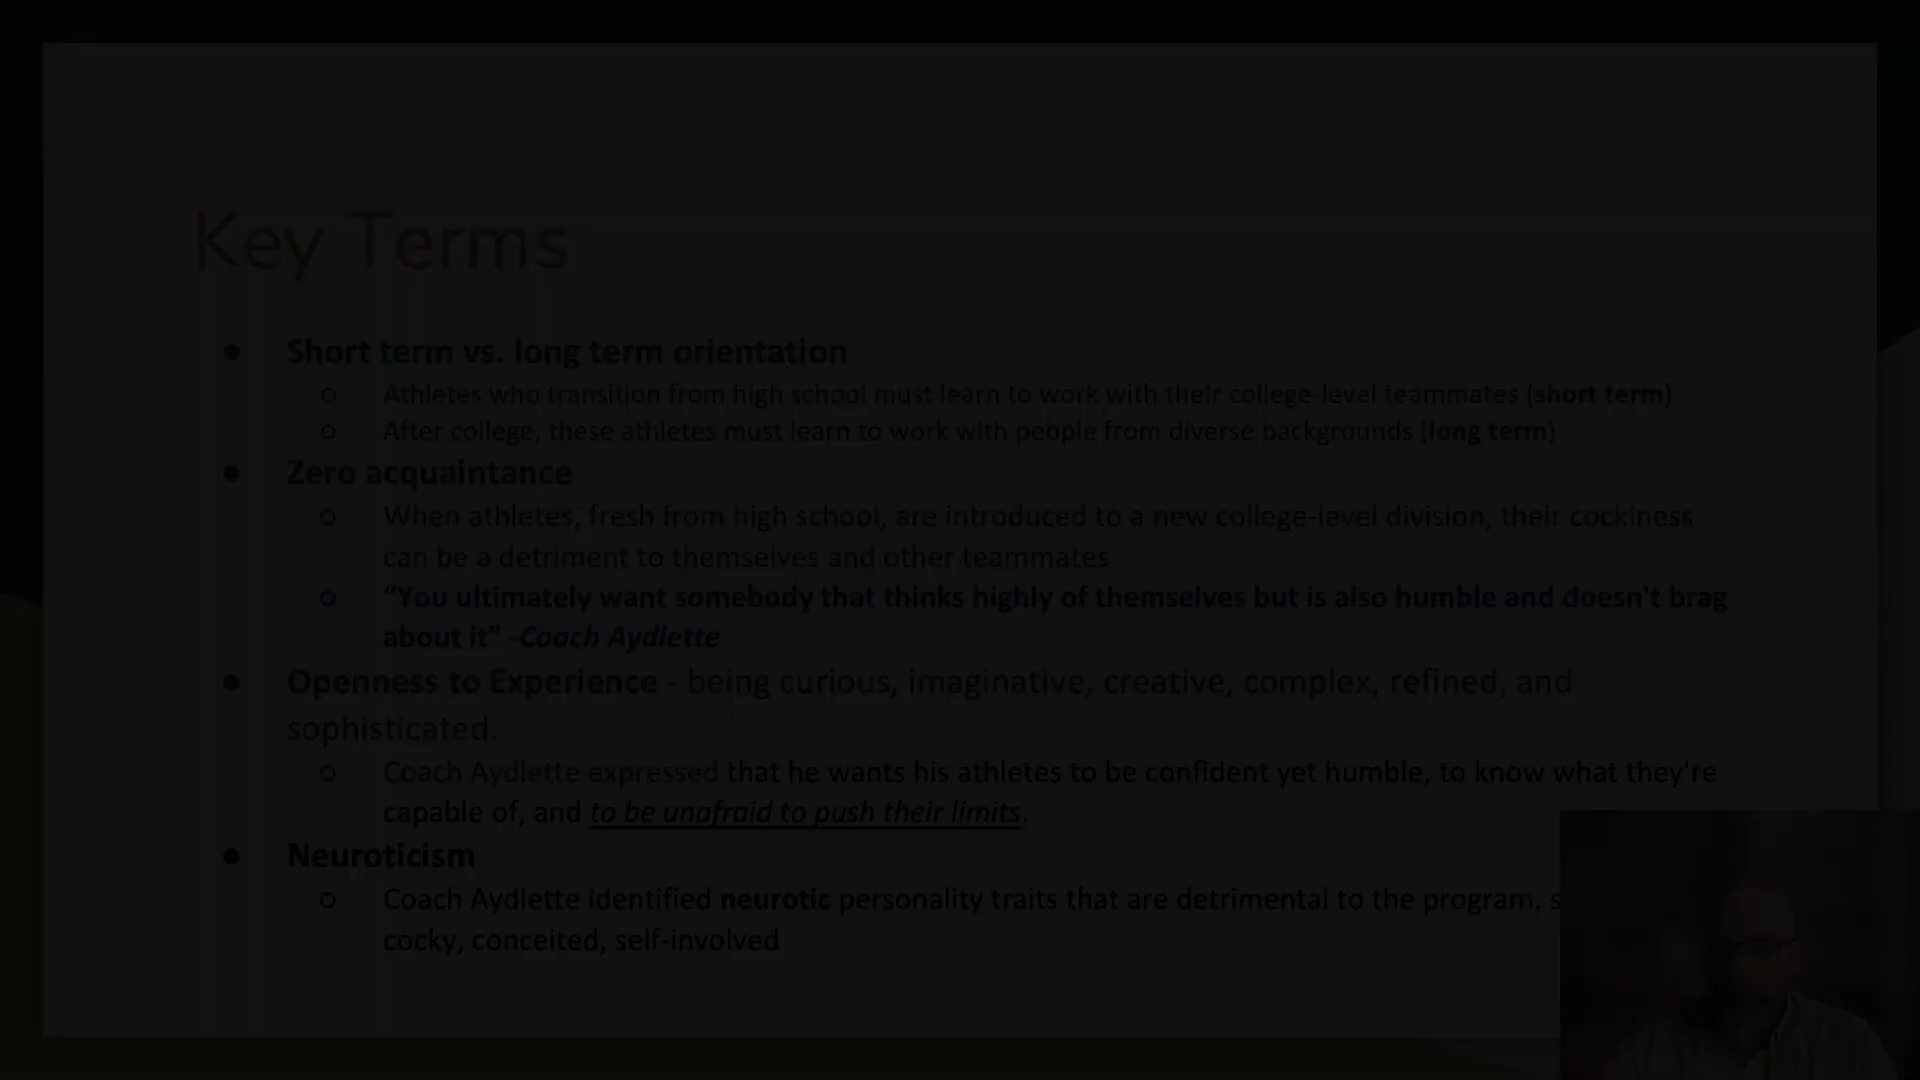 Key Terms
● Short term vs. long term orientation
○ Athletes who transition from high school must learn to work with their college-level teammates (short term)
○ After college, these athletes must learn to work with people from diverse backgrounds (long term)
● Zero acquaintance
○ When athletes, fresh from high school, are introduced to a new college-level division, their cockiness
can be a detriment to themselves and other teammates
○ "You ultimately want somebody that thinks highly of themselves but is also humble and doesn't brag
about it" -Coach Aydlette
● Openness to Experience - being curious, imaginative, creative, complex, refined, and
sophisticated.
○ Coach Aydlette expressed that he wants his athletes to be confident yet humble, to know what they're
capable of, and to be unafraid to push their limits.
● Neuroticism
○ Coach Aydlette identified neurotic personality traits that are detrimental to the program,
cocky, conceited, self-involved